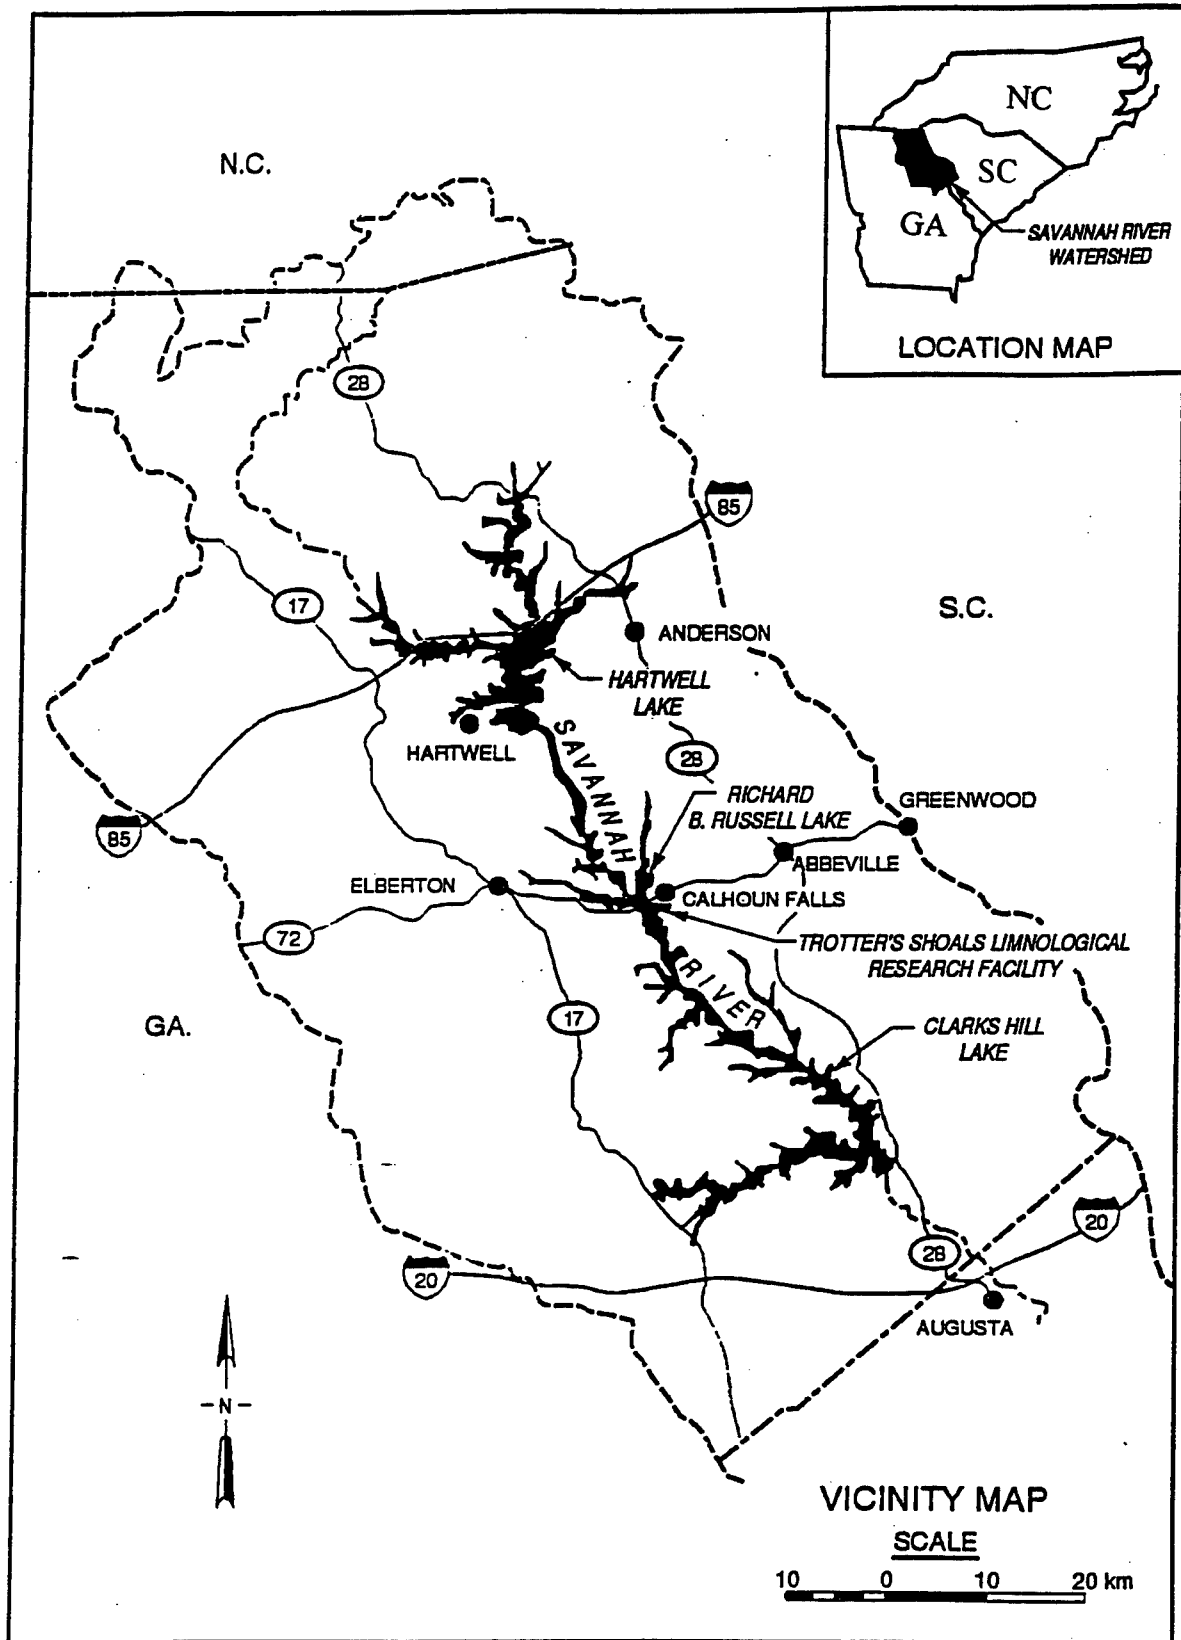 NC
SC
GA
SAVANNAH RIVER
WATERSHED
LOCATION MAP
N.C.
28
85
17
S.C.
ANDERSON
HARTWELL
LAKE
HARTWELL
SAVANNAH
28
RICHARD
B. RUSSELL LAKE
GREENWOOD
85
ABBEVILLE
ELBERTON
CALHOUN FALLS
72
TROTTER'S SHOALS LIMNOLOGICAL
RESEARCH FACILITY
RIVER
GA.
17
CLARKS HILL
LAKE
20
28
20
AUGUSTA
-N-
VICINITY MAP
SCALE
10 0 10 20 km